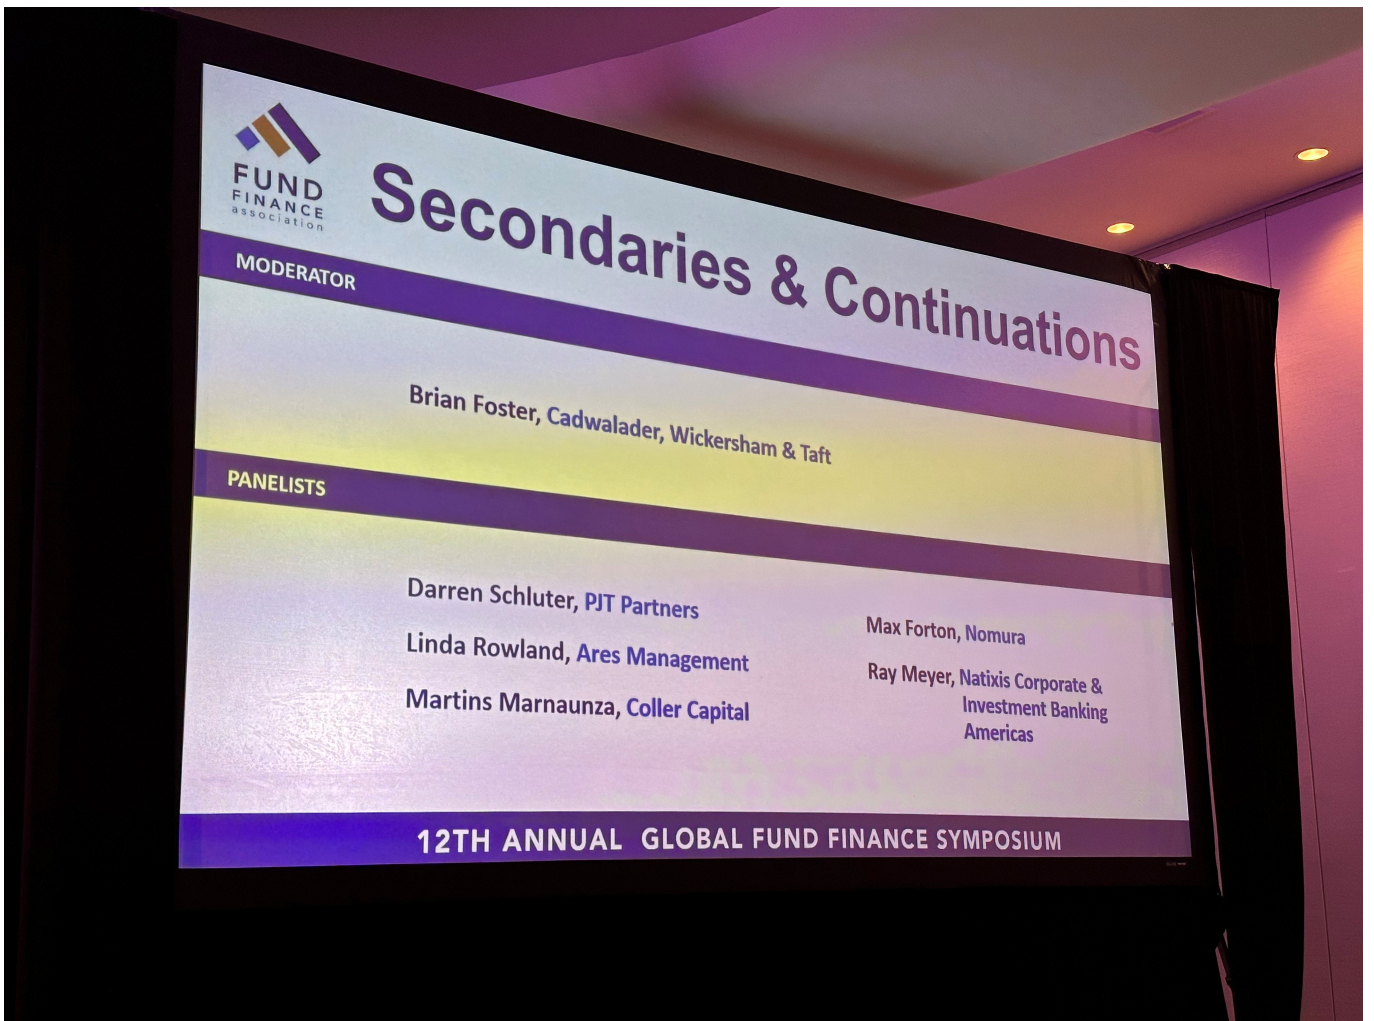 FUND
FINANCE
association
Secondaries & Continuations
MODERATOR
Brian Foster, Cadwalader, Wickersham & Taft
PANELISTS
Darren Schluter, PJT Partners
Linda Rowland, Ares Management
Martins Marnaunza, Coller Capital
Max Forton, Nomura
Ray Meyer, Natixis Corporate &
Investment Banking
Americas
12TH ANNUAL GLOBAL FUND FINANCE SYMPOSIUM